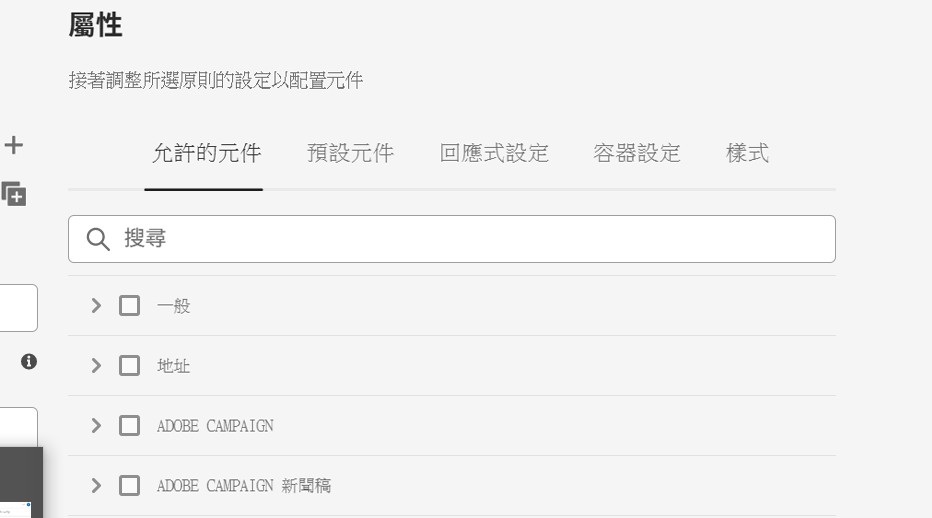 屬性
接著調整所選原則的設定以配置元件
允許的元件 預設元件 回應式設定 容器設定 樣式
搜尋
一般
地址
ADOBE CAMPAIGN
ADOBE CAMPAIGN 新聞稿